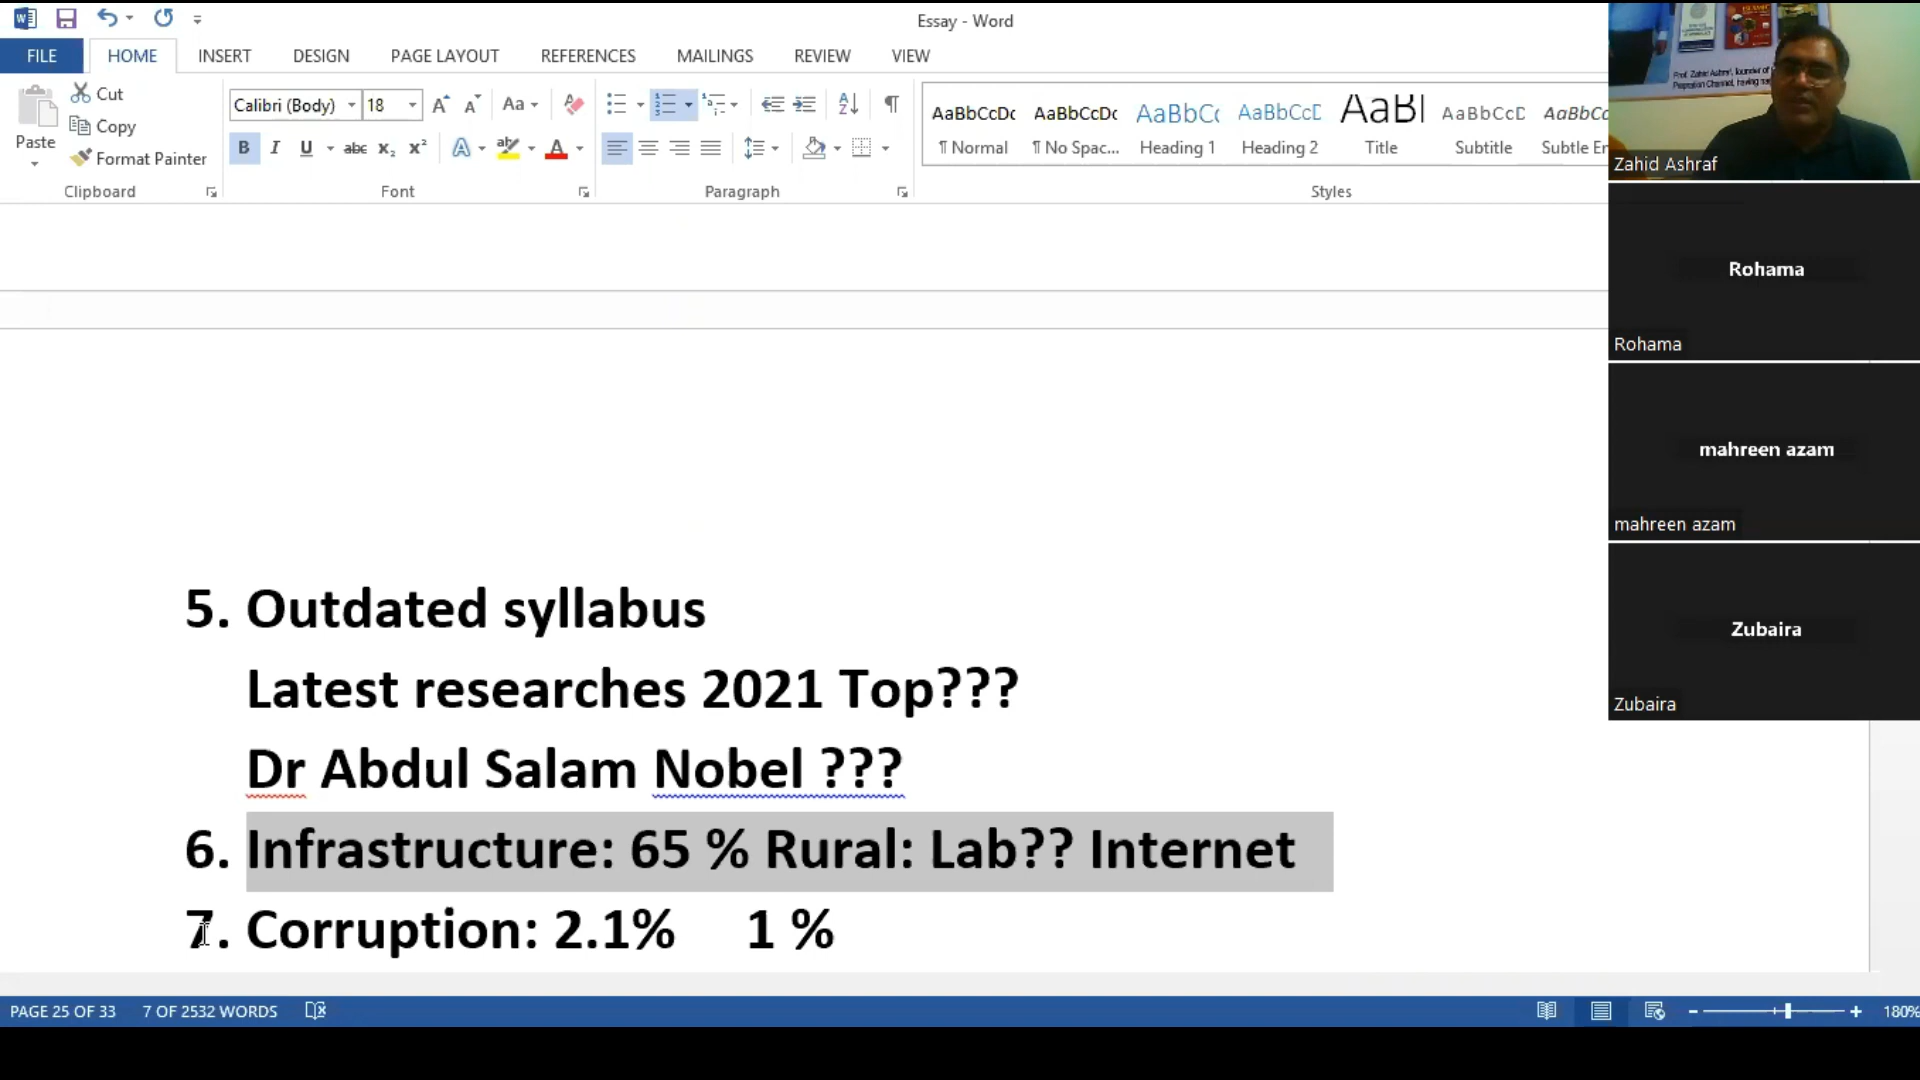 Essay - Word
FILE HOME INSERT DESIGN PAGE LAYOUT REFERENCES MAILINGS REVIEW VIEW
Paste
Cut
Copy
Format Painter
Clipboard
Calibri (Body) 18
Font
Paragraph
AaBbCcDc AaBbCcDc AaBbCc AaBbCcD AaBl AaBbCcD AaBbCc
¶ Normal ¶ No Spac... Heading 1 Heading 2 Title Subtitle Subtle En
Styles
Zahid Ashraf
Rohama
Rohama
mahreen azam
mahreen azam
Zubaira
Zubaira
5. Outdated syllabus
Latest researches 2021 Top???
Dr Abdul Salam Nobel ???
6. Infrastructure: 65 % Rural: Lab?? Internet
7. Corruption: 2.1% 1 %
PAGE 25 OF 33 7 OF 2532 WORDS 180%